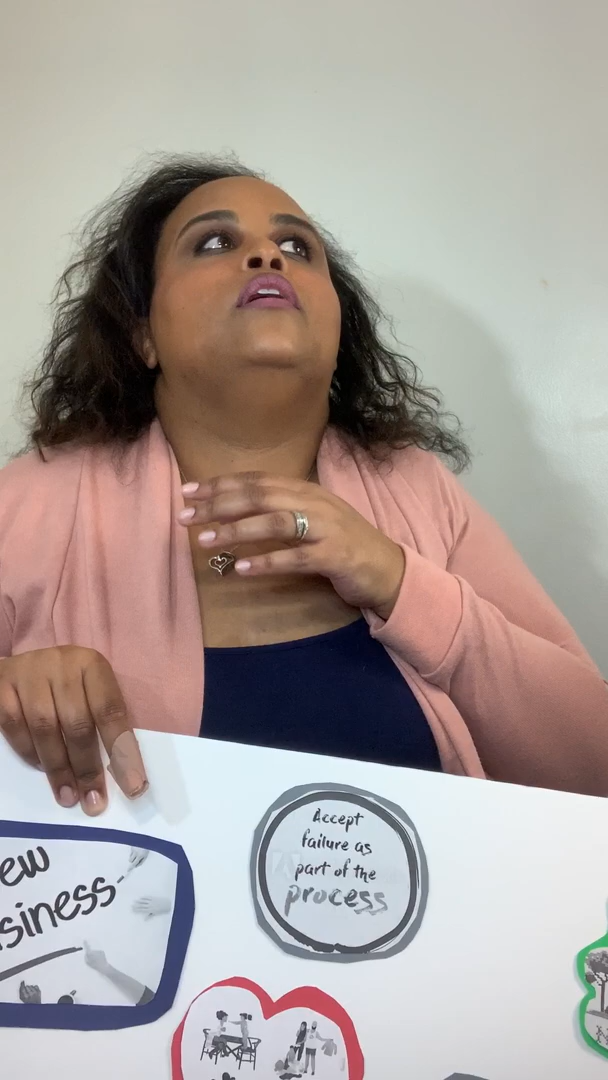 ew
siness
Accept
failure as
part of the
process